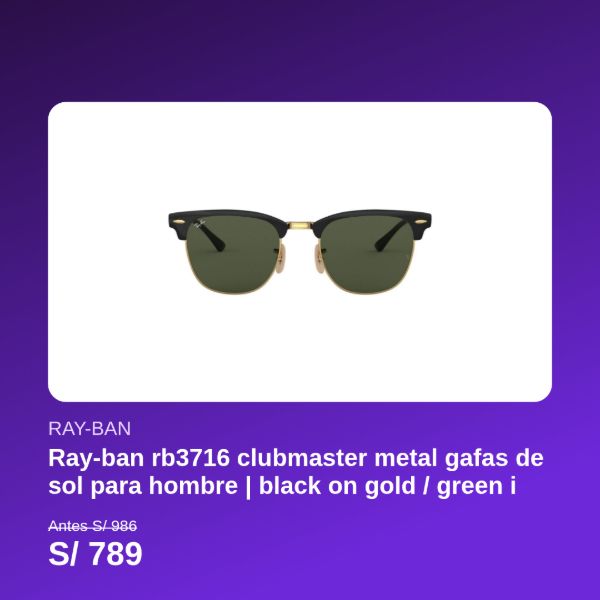 RAY-BAN
Ray-ban rb3716 clubmaster metal gafas de
sol para hombre | black on gold / green i
Antes S/ 986
S/ 789